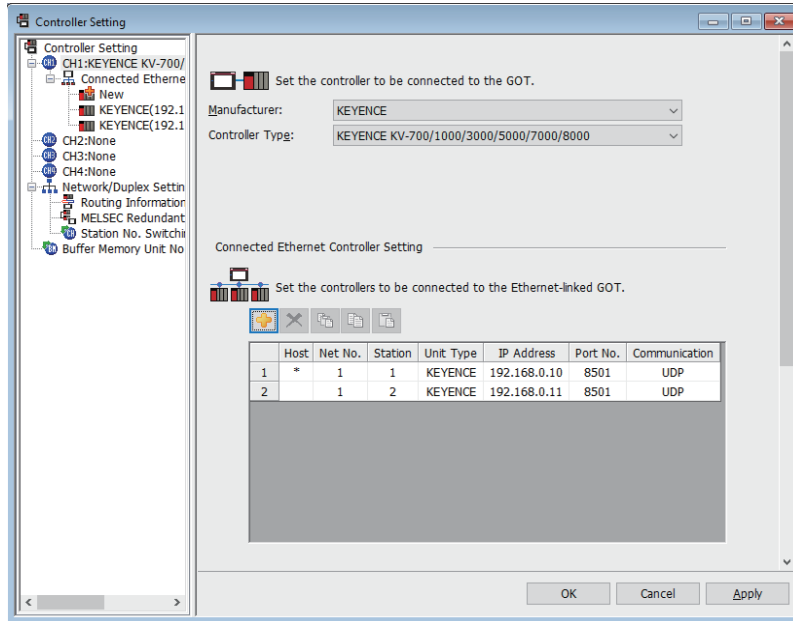 Controller Setting
Controller Setting
CH1:KEYENCE KV-700/
Connected Etherne
New
KEYENCE(192.1
KEYENCE(192.1
CH2:None
CH3:None
CH4:None
Network/Duplex Settin
Routing Information
MELSEC Redundant
Station No. Switchi
Buffer Memory Unit No
Set the controller to be connected to the GOT.
Manufacturer: KEYENCE
Controller Type: KEYENCE KV-700/1000/3000/5000/7000/8000
Connected Ethernet Controller Setting
Set the controllers to be connected to the Ethernet-linked GOT.
Host Net No. Station Unit Type IP Address Port No. Communication
1 * 1 1 KEYENCE 192.168.0.10 8501 UDP
2 1 2 KEYENCE 192.168.0.11 8501 UDP
OK Cancel Apply